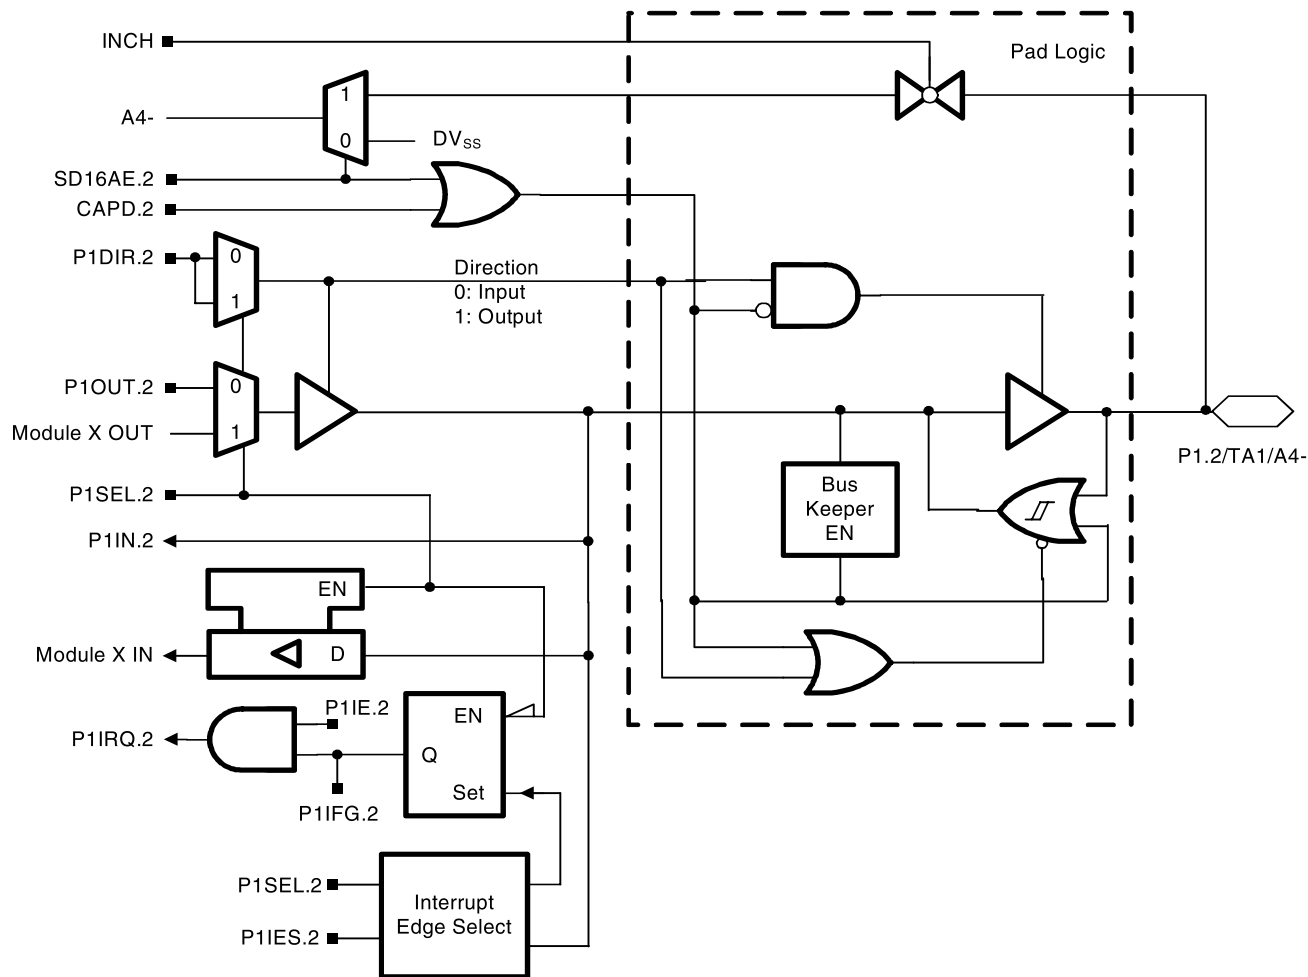 INCH
Pad Logic
1
A4-
0
DVSS
SD16AE.2
CAPD.2
P1DIR.2
0
1
Direction
0: Input
1: Output
P1OUT.2
0
Module X OUT
1
P1.2/TA1/A4-
P1SEL.2
Bus
Keeper
EN
P1IN.2
EN
Module X IN
D
P1IE.2
EN
P1IRQ.2
Q
Set
P1IFG.2
P1SEL.2
Interrupt
Edge Select
P1IES.2